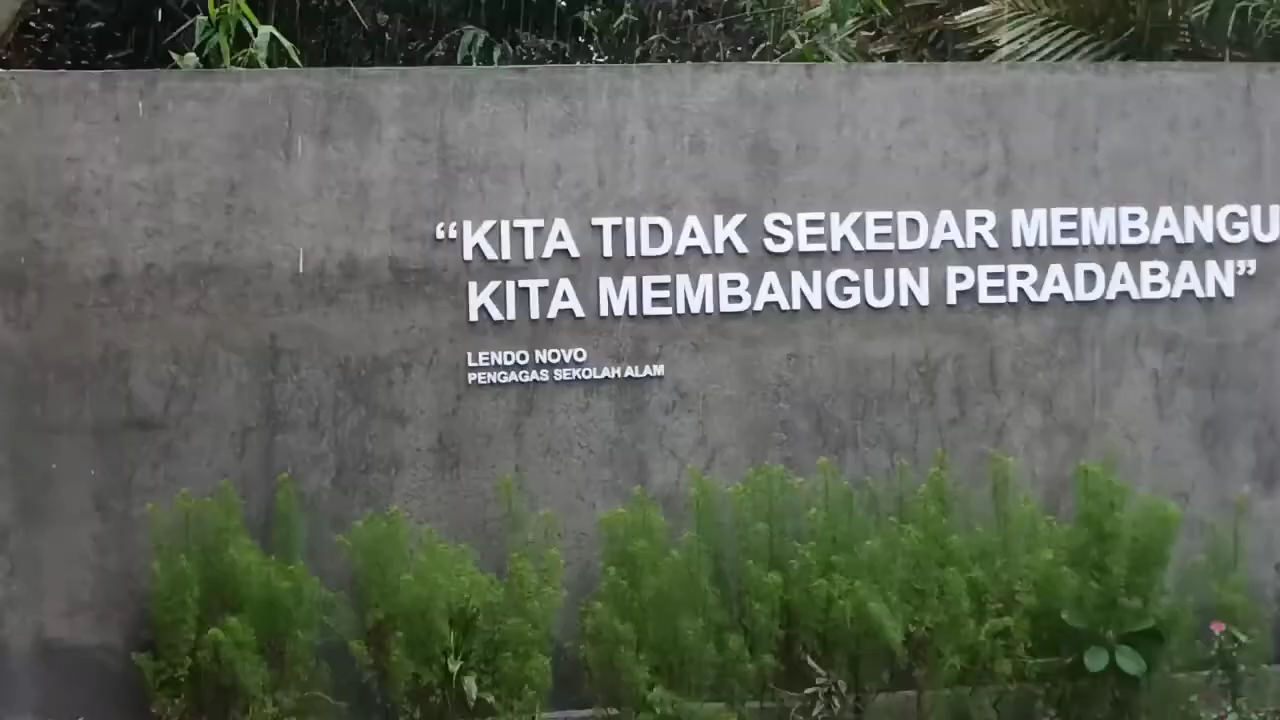 “KITA TIDAK SEKEDAR MEMBANGU
KITA MEMBANGUN PERADABAN”
LENDO NOVO
PENGAGAS SEKOLAH ALAM